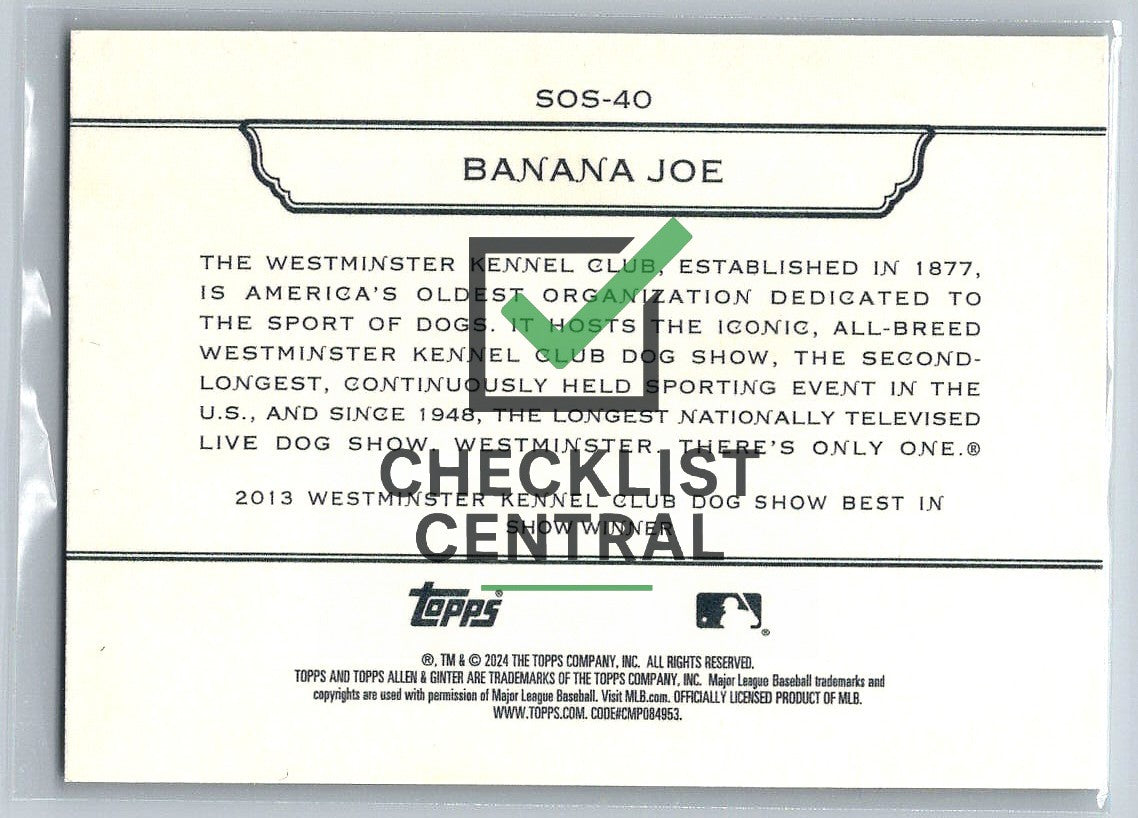 SOS-40
BANANA JOE
THE WESTMINSTER KENNEL CLUB, ESTABLISHED IN 1877,
IS AMERICA'S OLDEST ORGANIZATION DEDICATED TO
THE SPORT OF DOGS. IT HOSTS THE ICONIC, ALL-BREED
WESTMINSTER KENNEL CLUB DOG SHOW, THE SECOND-
LONGEST, CONTINUOUSLY HELD SPORTING EVENT IN THE
U.S., AND SINCE 1948, THE LONGEST NATIONALLY TELEVISED
LIVE DOG SHOW. WESTMINSTER. THERE'S ONLY ONE.®
CHECKLIST
2013 WESTMINSTER KENNEL CLUB DOG SHOW BEST IN
SHOW WINNER
CENTRAL
TOPPS®
®
®, TM & © 2024 THE TOPPS COMPANY, INC. ALL RIGHTS RESERVED.
TOPPS AND TOPPS ALLEN & GINTER ARE TRADEMARKS OF THE TOPPS COMPANY, INC. Major League Baseball trademarks and
copyrights are used with permission of Major League Baseball. Visit MLB.com. OFFICIALLY LICENSED PRODUCT OF MLB.
WWW.TOPPS.COM. CODE#CMP084953.